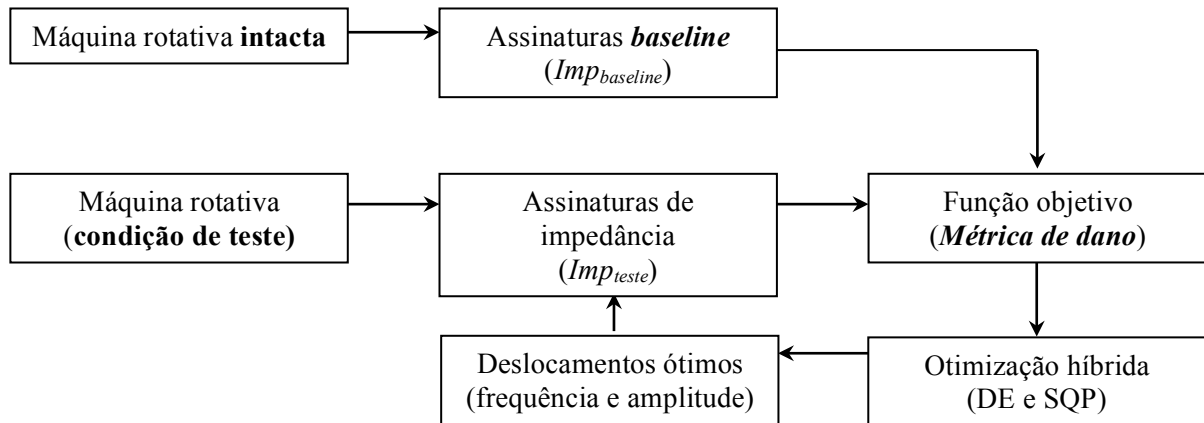 Máquina rotativa intacta
Assinaturas baseline
(Imp_baseline)
Máquina rotativa
(condição de teste)
Assinaturas de
impedância
(Imp_teste)
Função objetivo
(Métrica de dano)
Deslocamentos ótimos
(frequência e amplitude)
Otimização híbrida
(DE e SQP)